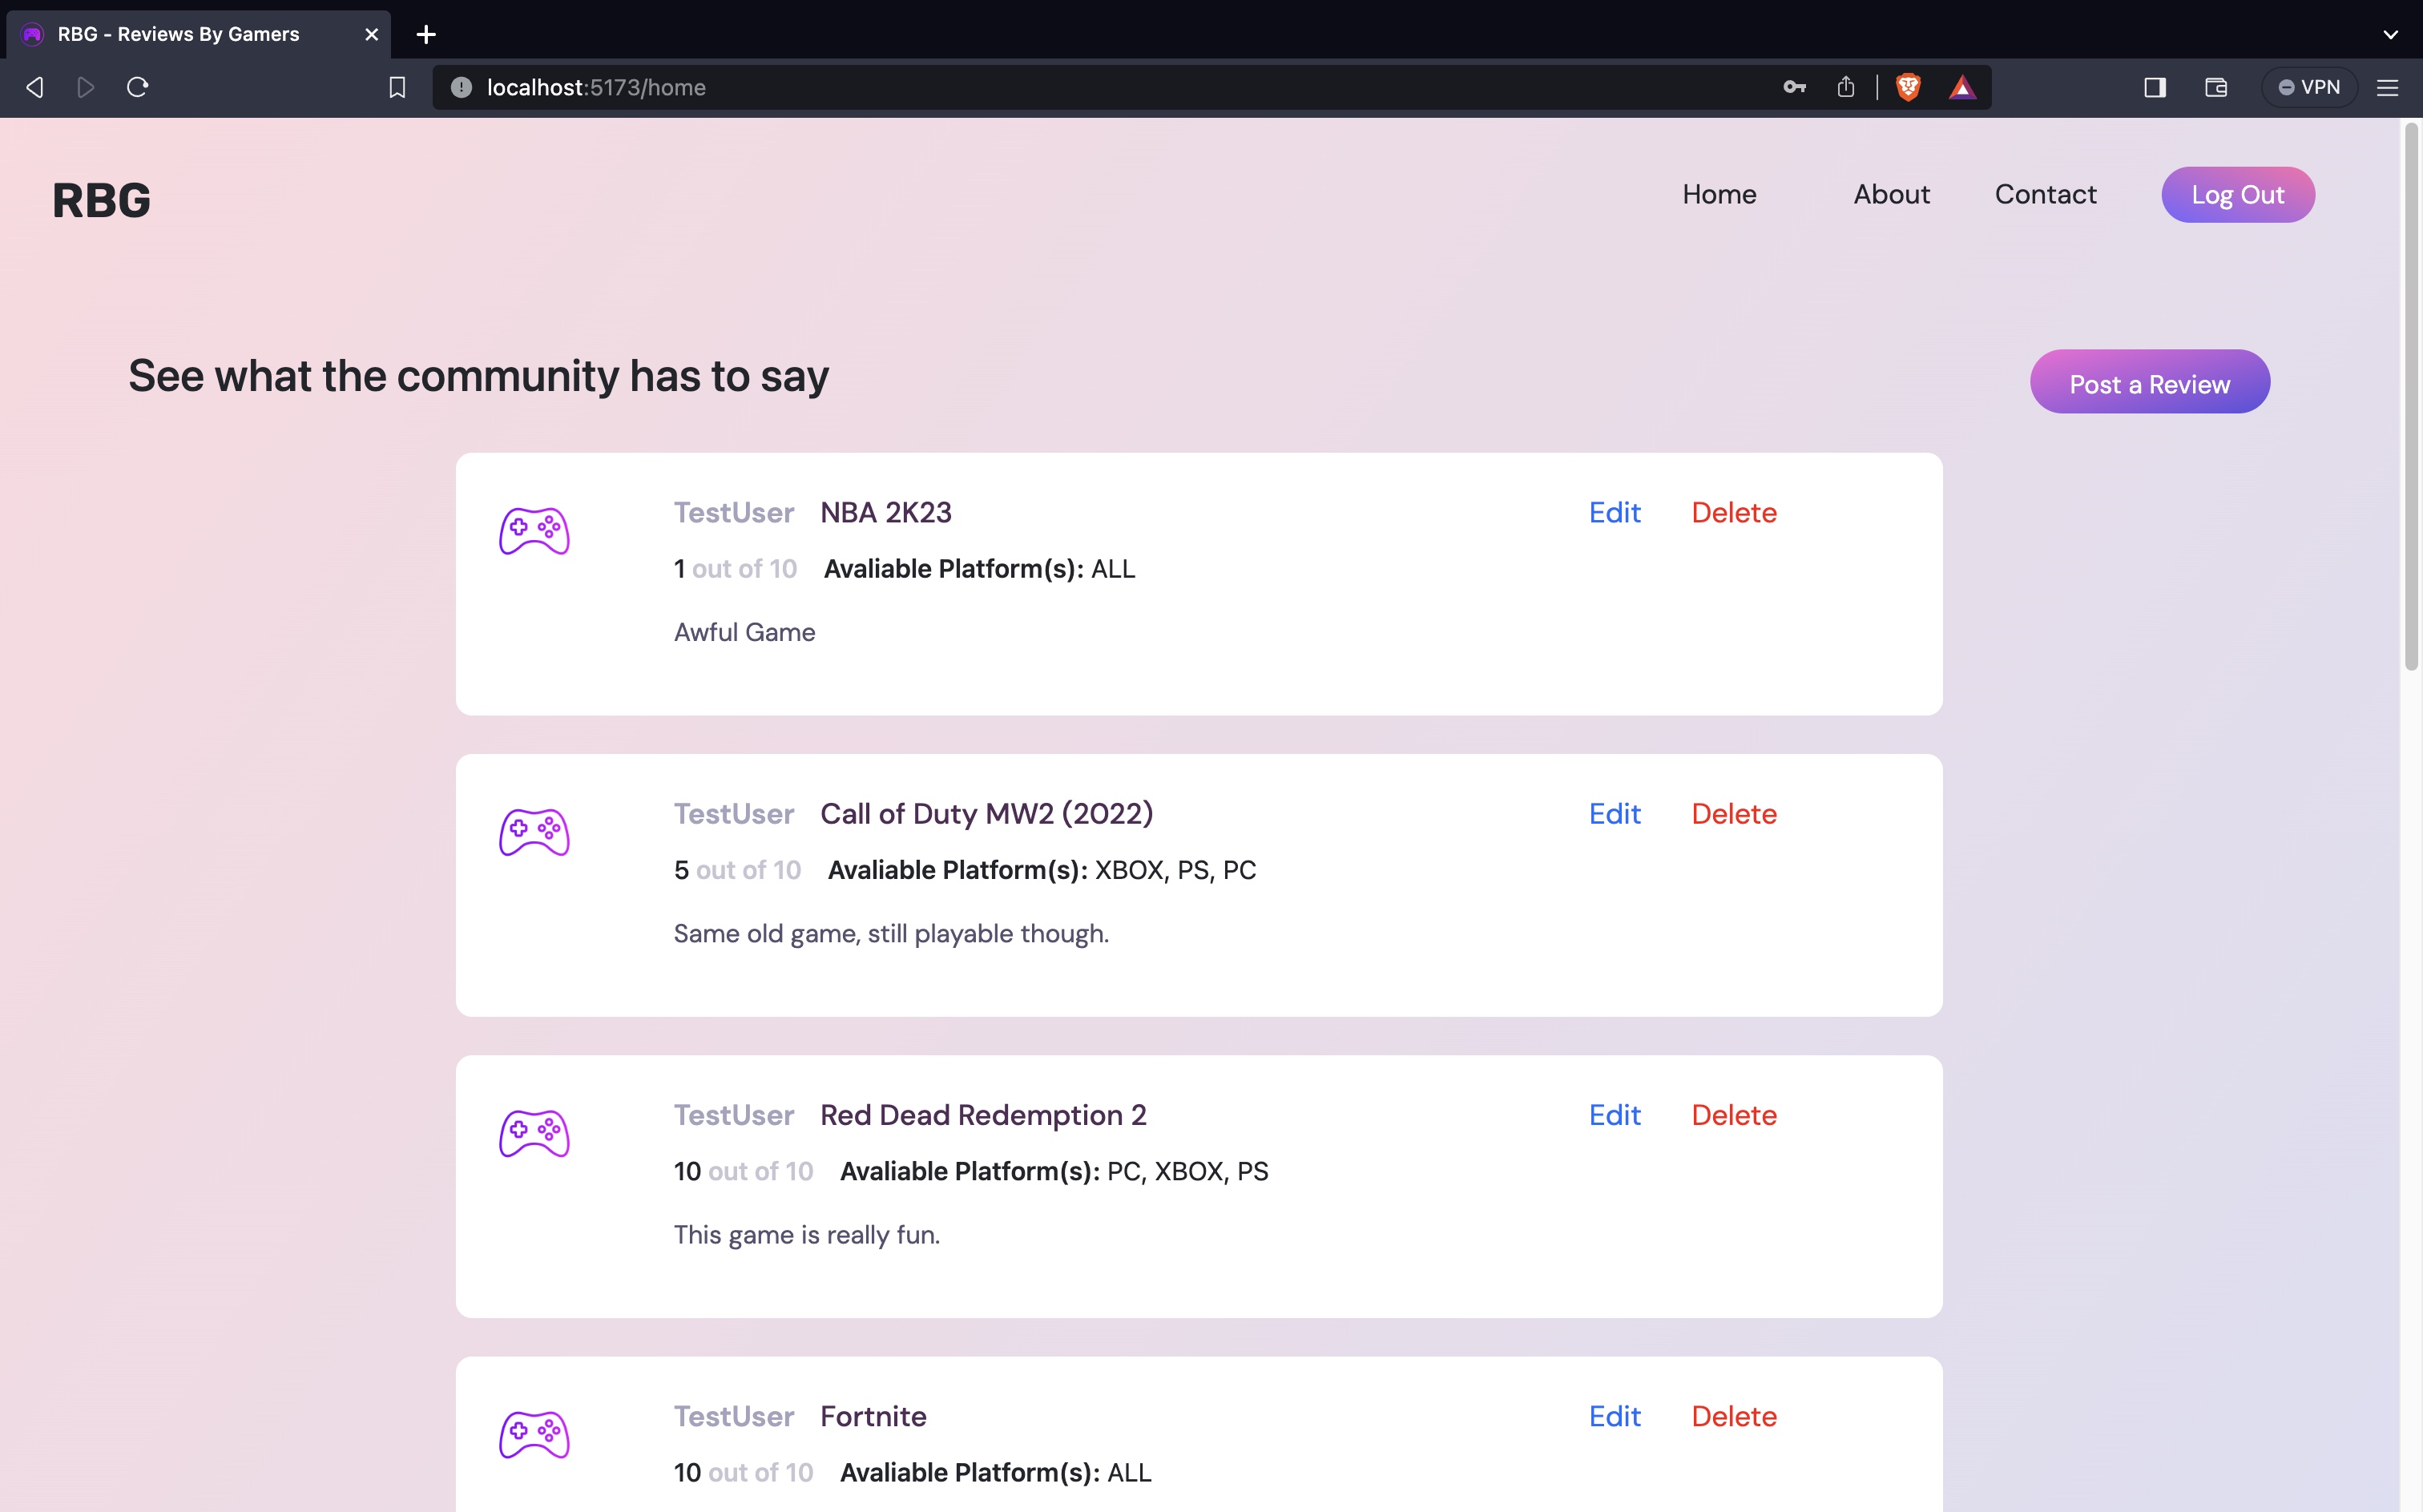 RBG - Reviews By Gamers
localhost:5173/home
VPN
RBG
Home About Contact Log Out
See what the community has to say
Post a Review
TestUser NBA 2K23 Edit Delete
1 out of 10 Avaliable Platform(s): ALL
Awful Game
TestUser Call of Duty MW2 (2022) Edit Delete
5 out of 10 Avaliable Platform(s): XBOX, PS, PC
Same old game, still playable though.
TestUser Red Dead Redemption 2 Edit Delete
10 out of 10 Avaliable Platform(s): PC, XBOX, PS
This game is really fun.
TestUser Fortnite Edit Delete
10 out of 10 Avaliable Platform(s): ALL